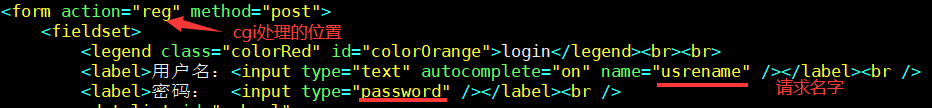 <form action="reg" method="post">
cgi处理的位置
<fieldset>
<legend class="colorRed" id="colorOrange">login</legend><br><br>
<label>用户名: <input type="text" autocomplete="on" name="usrename" /></label><br />
请求名字
<label>密码: <input type="password" /></label><br />